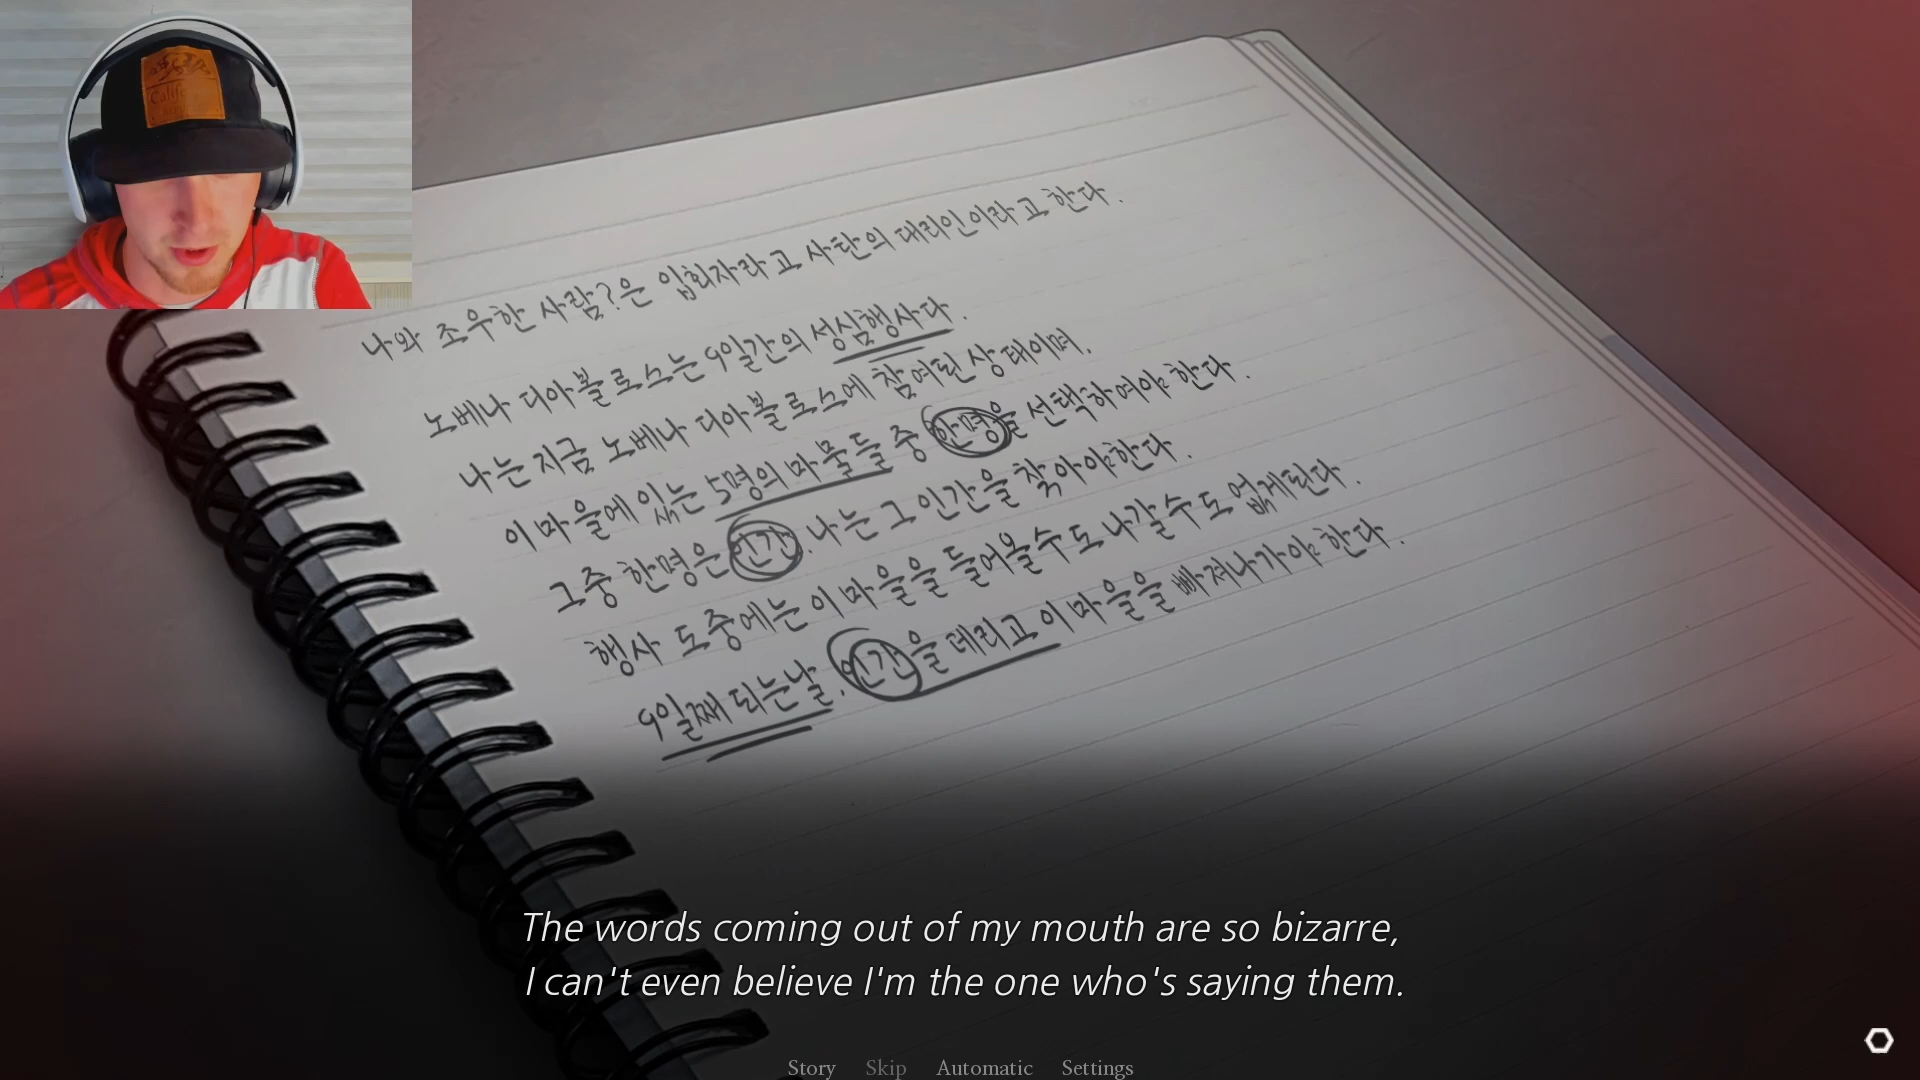 나와 조우한 사람?은 입회자라고 사탄의 대리인이라고 한다.
노베나 디아볼로스는 9일간의 성심행사다.
나는 지금 노베나 디아볼로스에 참여된 상태이며.
이 마을에 있는 5명의 마물들 중 한명을 선택하여야 한다.
그중 한명은 인간. 나는 그 인간을 찾아야한다.
행사 도중에는 이 마을을 들어올수도 나갈수도 없게된다.
9일째 되는날, 인간을 데리고 이 마을을 빠져나가야 한다.
The words coming out of my mouth are so bizarre,
I can't even believe I'm the one who's saying them.
Story Skip Automatic Settings